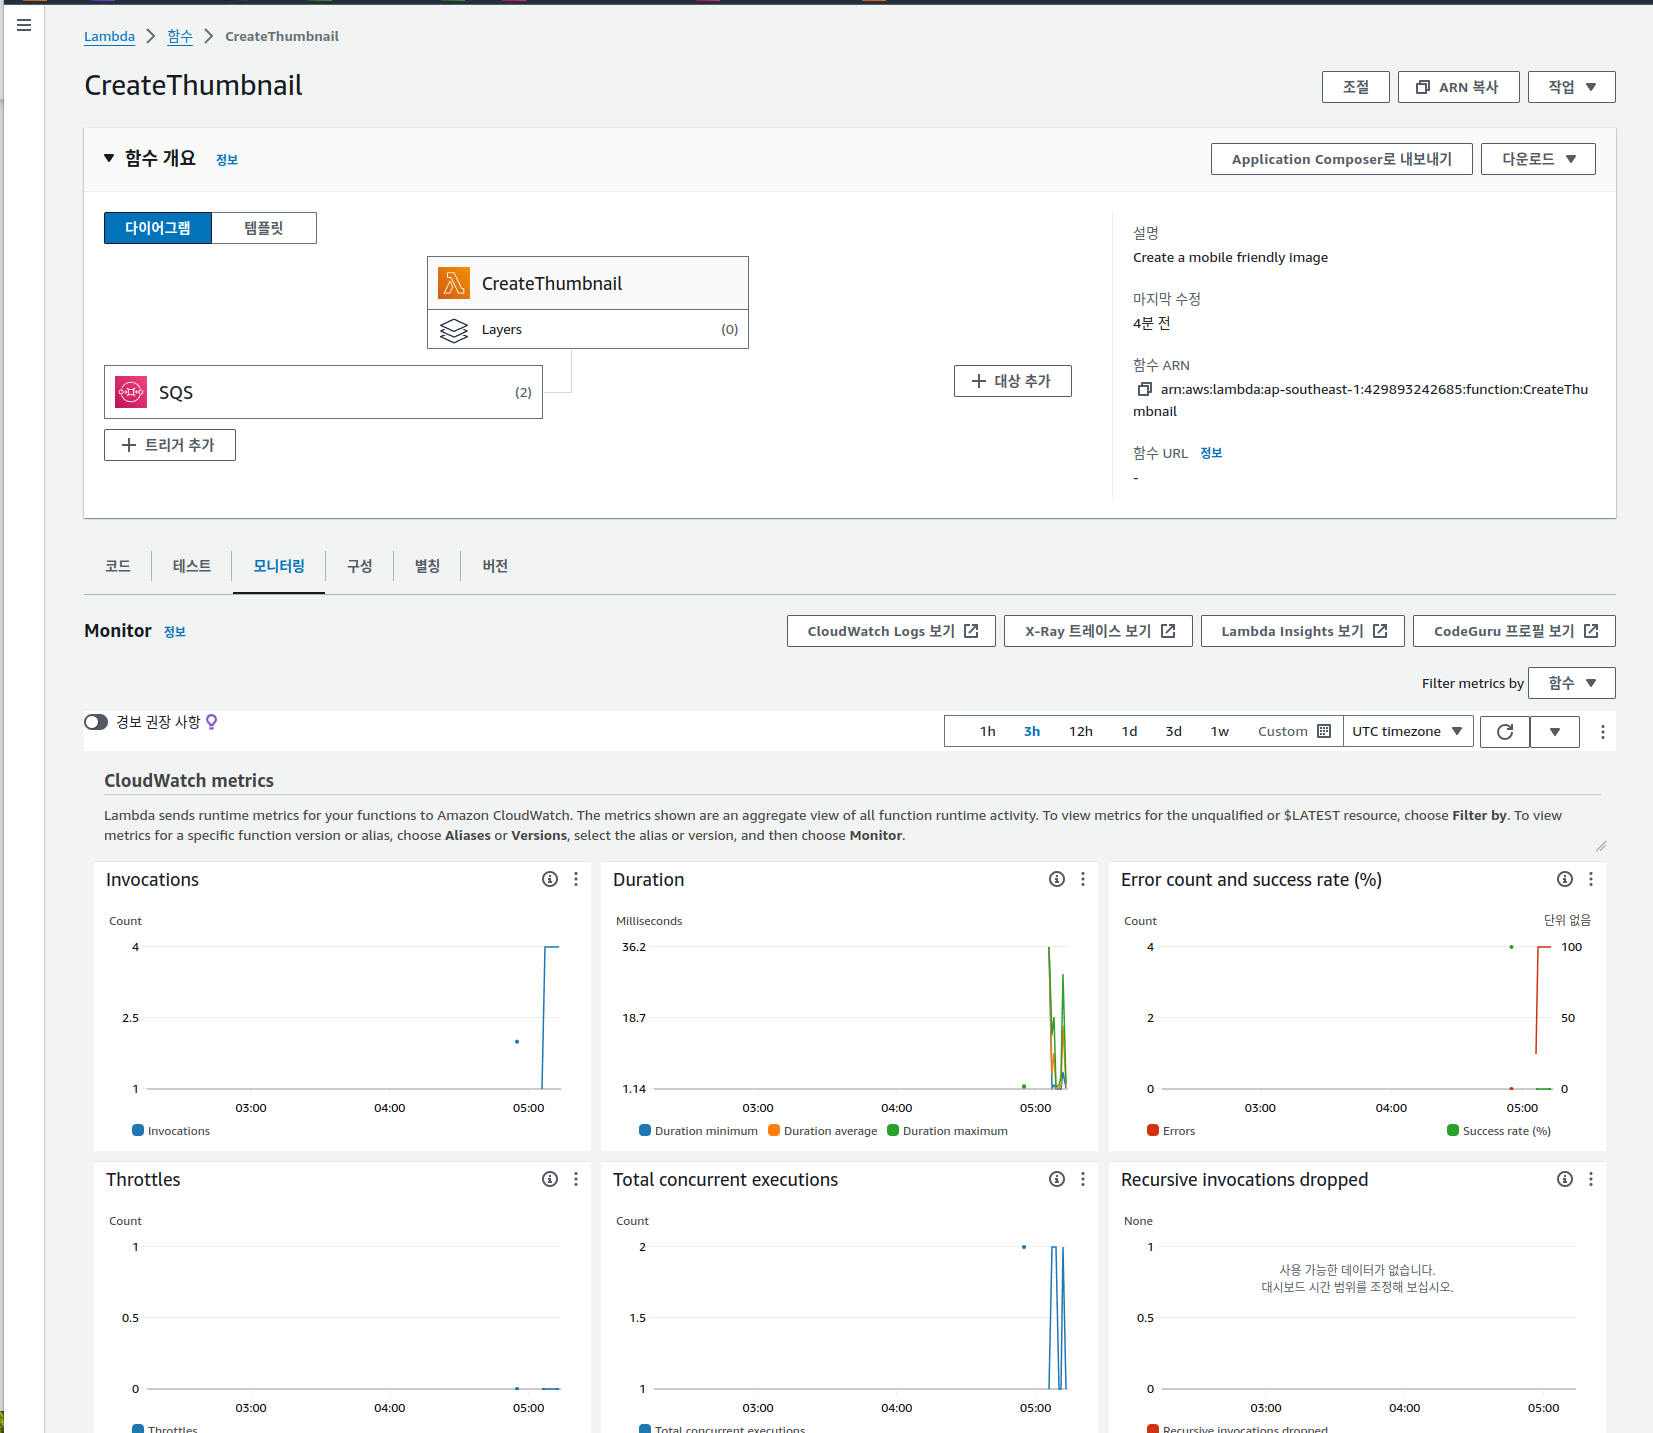 Lambda > 함수 > CreateThumbnail
CreateThumbnail
조절
ARN 복사
작업
함수 개요 정보
Application Composer로 내보내기
다운로드
다이어그램
템플릿
CreateThumbnail
Layers (0)
SQS (2)
+ 트리거 추가
+ 대상 추가
설명
Create a mobile friendly image
마지막 수정
4분 전
함수 ARN
arn:aws:lambda:ap-southeast-1:429893242685:function:CreateThu
mbnail
함수 URL 정보
-
코드
테스트
모니터링
구성
별칭
버전
Monitor 정보
CloudWatch Logs 보기
X-Ray 트레이스 보기
Lambda Insights 보기
CodeGuru 프로필 보기
Filter metrics by 함수
경보 권장 사항
1h 3h 12h 1d 3d 1w Custom
UTC timezone
CloudWatch metrics
Lambda sends runtime metrics for your functions to Amazon CloudWatch. The metrics shown are an aggregate view of all function runtime activity. To view metrics for the unqualified or $LATEST resource, choose Filter by. To view
metrics for a specific function version or alias, choose Aliases or Versions, select the alias or version, and then choose Monitor.
Invocations
Count
4
2.5
1
03:00 04:00 05:00
Invocations
Duration
Milliseconds
36.2
18.7
1.14
03:00 04:00 05:00
Duration minimum Duration average Duration maximum
Error count and success rate (%)
Count 단위 없음
4 100
2 50
0 0
03:00 04:00 05:00
Errors Success rate (%)
Throttles
Count
1
0.5
0
03:00 04:00 05:00
Throttles
Total concurrent executions
Count
2
1.5
1
03:00 04:00 05:00
Total concurrent executions
Recursive invocations dropped
None
1
사용 가능한 데이터가 없습니다.
대시보드 시간 범위를 조정해 보십시오.
0.5
0
03:00 04:00 05:00
Recursive invocations dropped